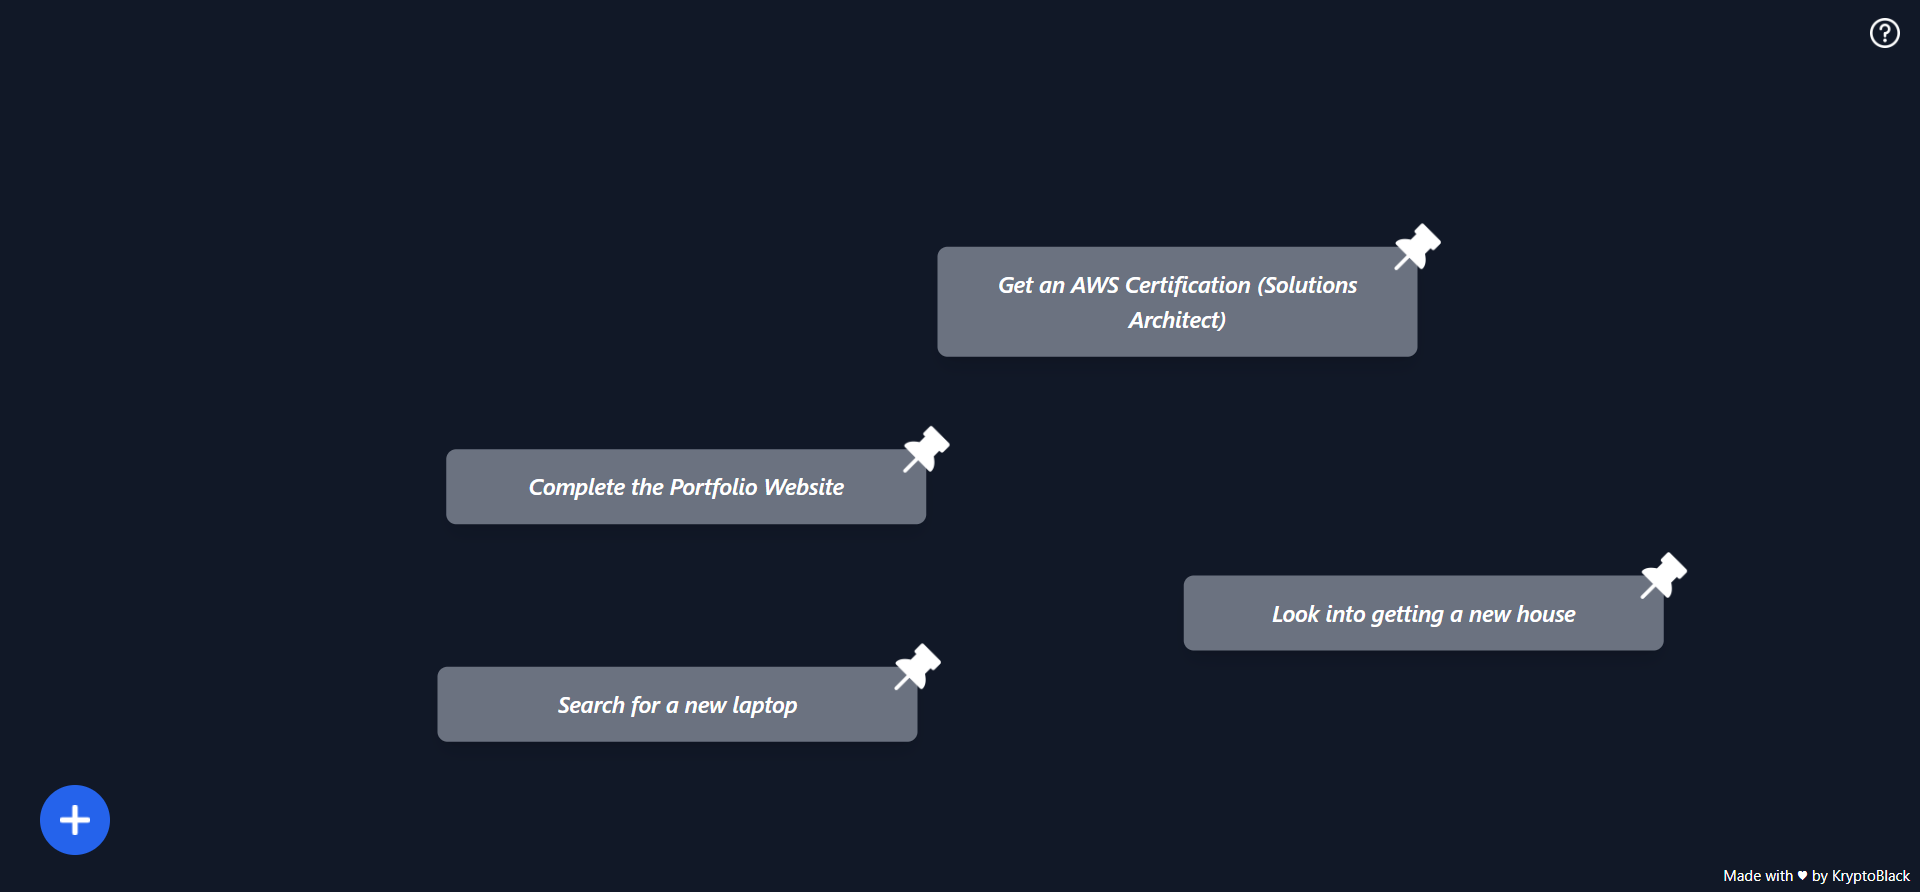 Get an AWS Certification (Solutions
Architect)
Complete the Portfolio Website
Look into getting a new house
Search for a new laptop
Made with ♥ by KryptoBlack